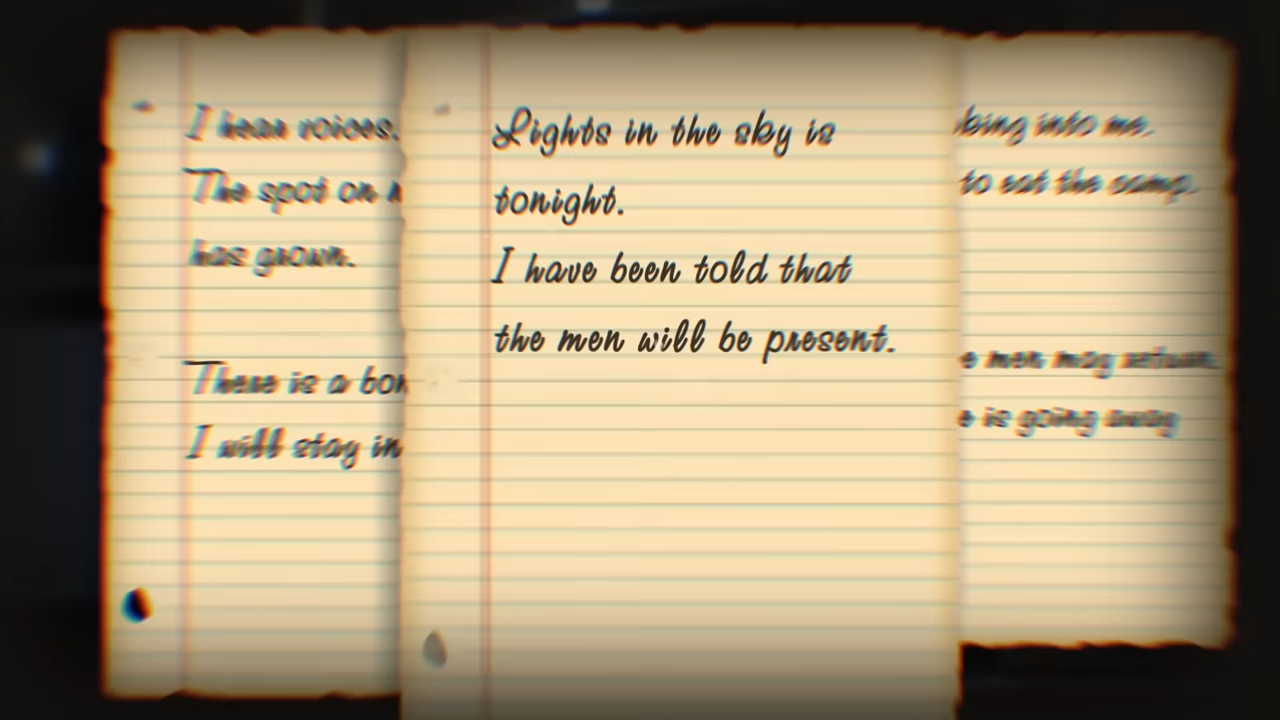 I hear voices.
The spot on
has grown.
There is a
I will stay in
Lights in the sky is
tonight.
I have been told that
the men will be present.
into me.
to eat the camp.
men may return.
is going away